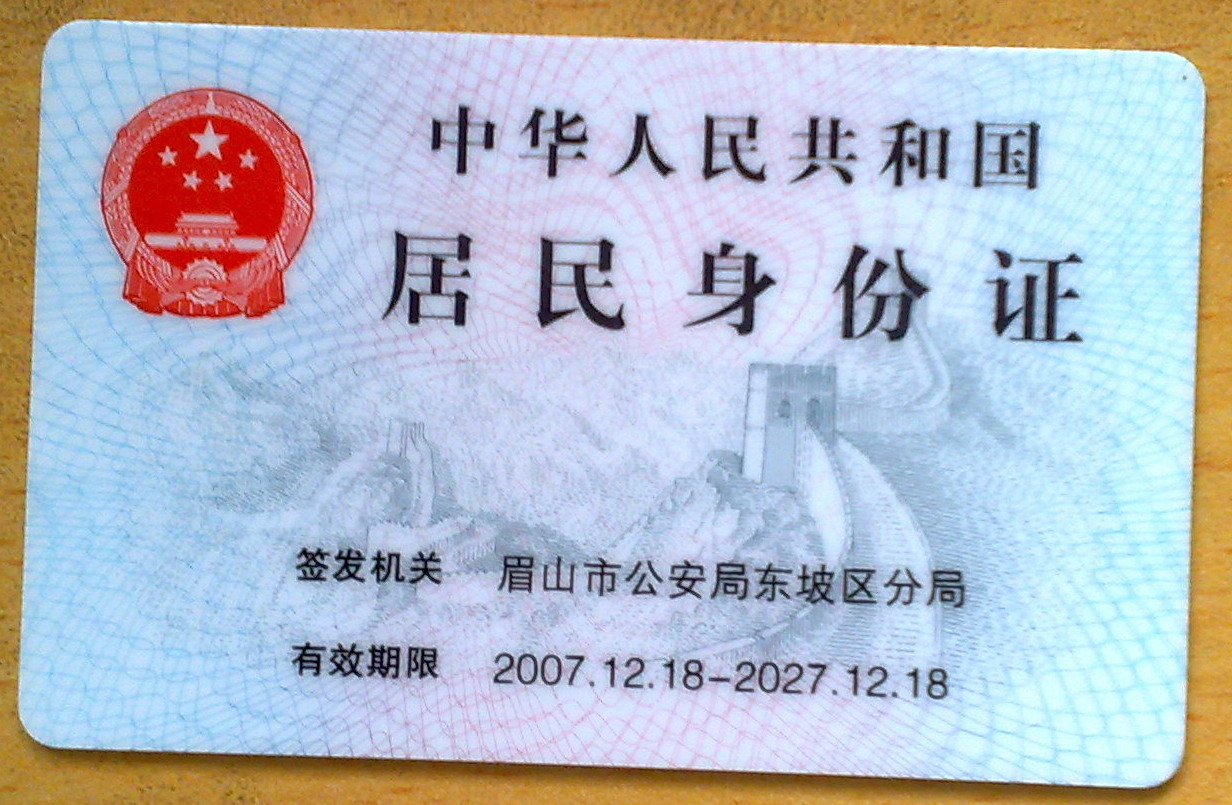 中华人民共和国
居民身份证
签发机关 眉山市公安局东坡区分局
有效期限 2007.12.18-2027.12.18